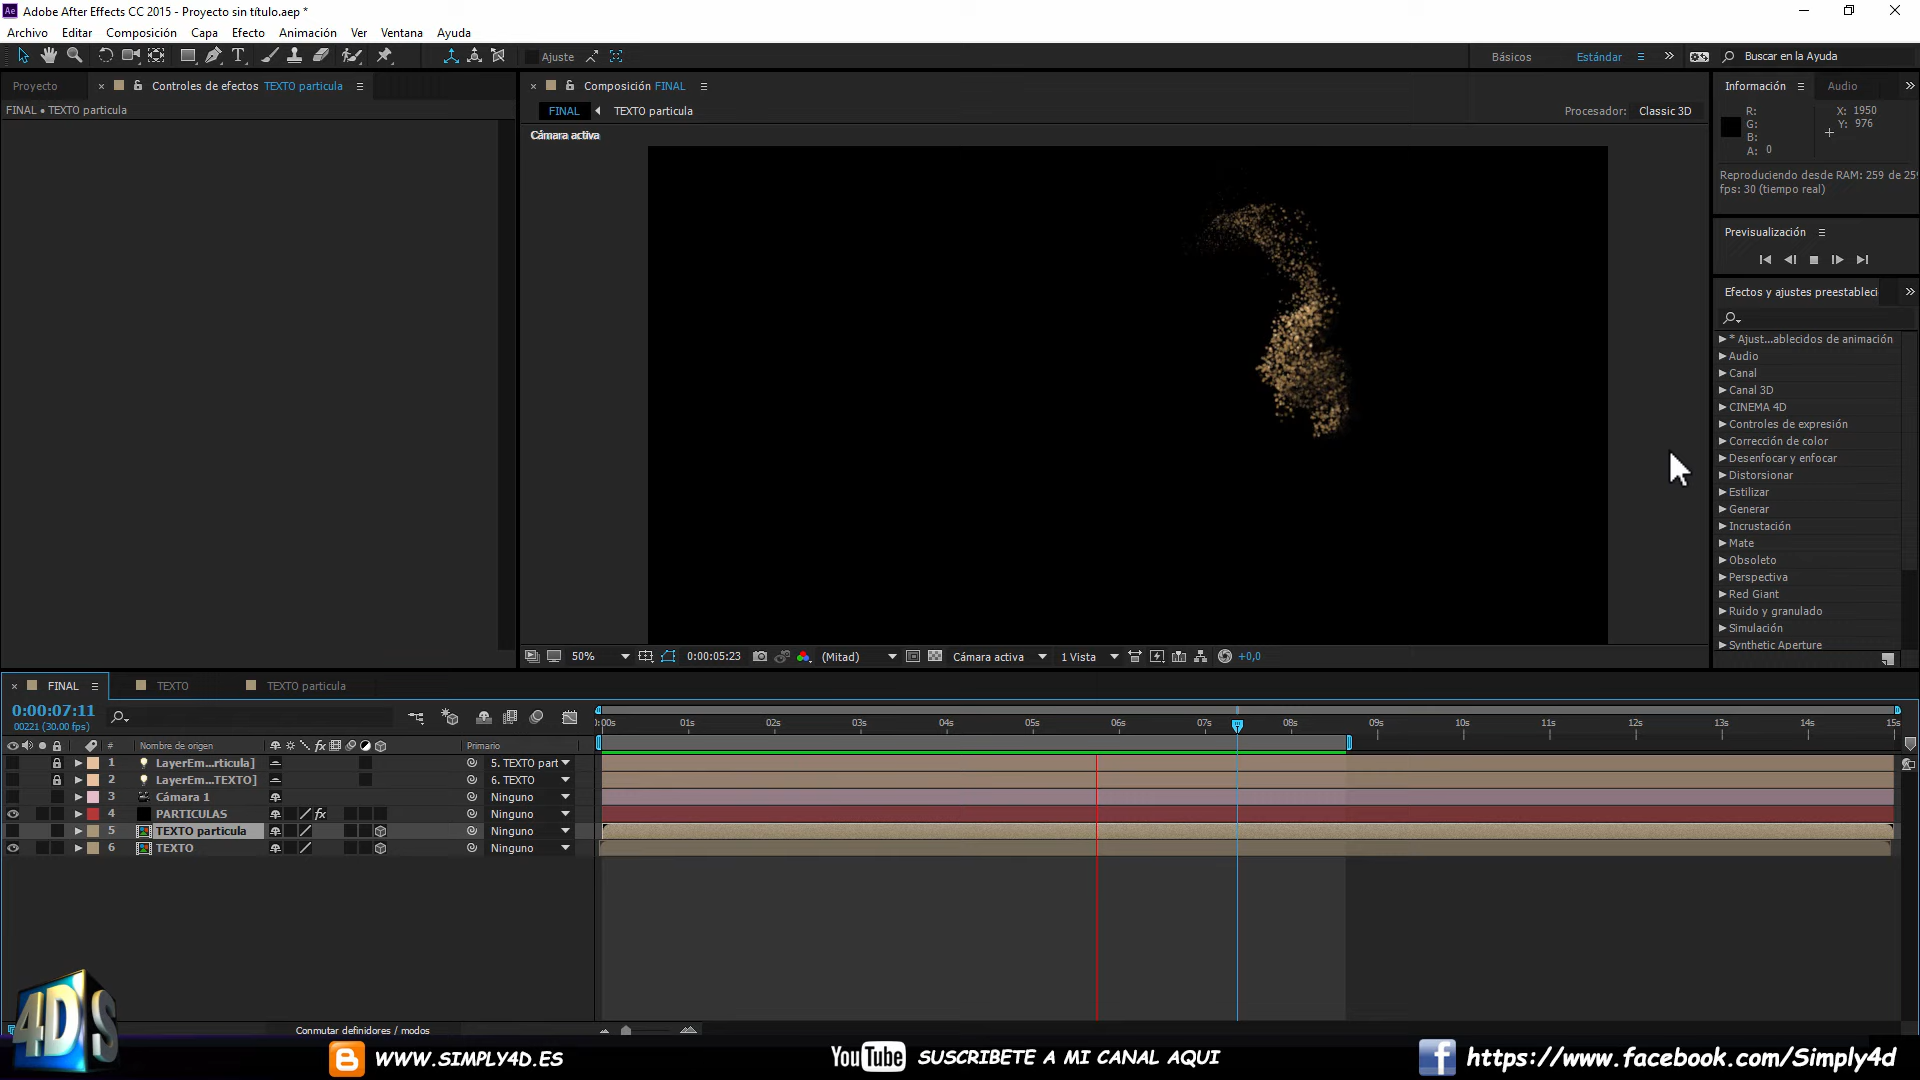 Adobe After Effects CC 2015 - Proyecto sin título.aep *
Archivo Editar Composición Capa Efecto Animación Ver Ventana Ayuda
Ajuste Básicos Estándar Buscar en la Ayuda
Proyecto Controles de efectos TEXTO particula
FINAL • TEXTO particula
Composición FINAL
FINAL TEXTO particula Procesador: Classic 3D
Cámara activa
Información Audio
R: X: 1950
G: Y: 976
B:
A: 0
Reproduciendo desde RAM: 259 de 259
fps: 30 (tiempo real)
Previsualización
Efectos y ajustes preestableci
* Ajust...ablecidos de animación
Audio
Canal
Canal 3D
CINEMA 4D
Controles de expresión
Corrección de color
Desenfocar y enfocar
Distorsionar
Estilizar
Generar
Incrustación
Mate
Obsoleto
Perspectiva
Red Giant
Ruido y granulado
Simulación
Synthetic Aperture
50% 0:00:05:23 (Mitad) Cámara activa 1 Vista +0,0
FINAL TEXTO TEXTO particula
0:00:07:11
00221 (30.00 fps)
:00s 01s 02s 03s 04s 05s 06s 07s 08s 09s 10s 11s 12s 13s 14s 15s
# Nombre de origen fx Primario
1 LayerEm...rticula] 5. TEXTO part
2 LayerEm...TEXTO] 6. TEXTO
3 Cámara 1 Ninguno
4 PARTICULAS fx Ninguno
5 TEXTO particula Ninguno
6 TEXTO Ninguno
Conmutar definidores / modos
4DS
WWW.SIMPLY4D.ES
YouTube SUSCRIBETE A MI CANAL AQUI
https://www.facebook.com/Simply4d